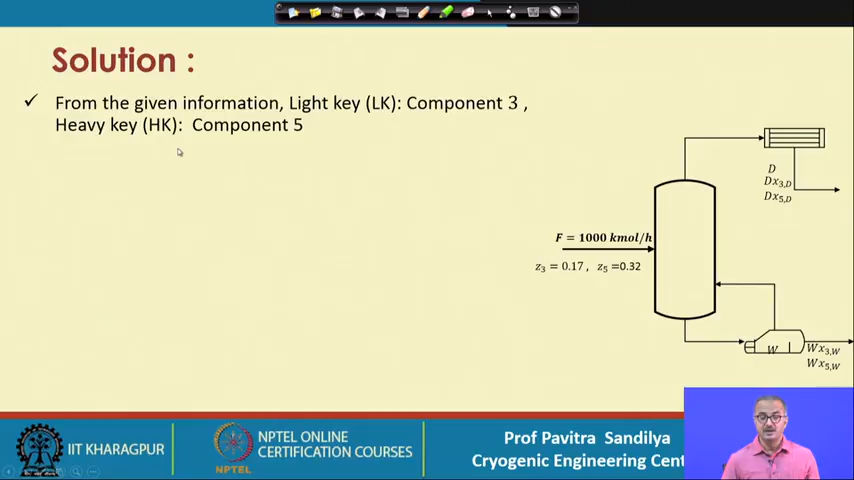 Solution :
✓ From the given information, Light key (LK): Component 3 ,
Heavy key (HK): Component 5
D
Dx3,D
Dx5,D
F = 1000 kmol/h
z3 = 0.17 , z5 =0.32
W
Wx3,W
Wx5,W
IIT KHARAGPUR
NPTEL
NPTEL ONLINE
CERTIFICATION COURSES
Prof Pavitra Sandilya
Cryogenic Engineering Cent